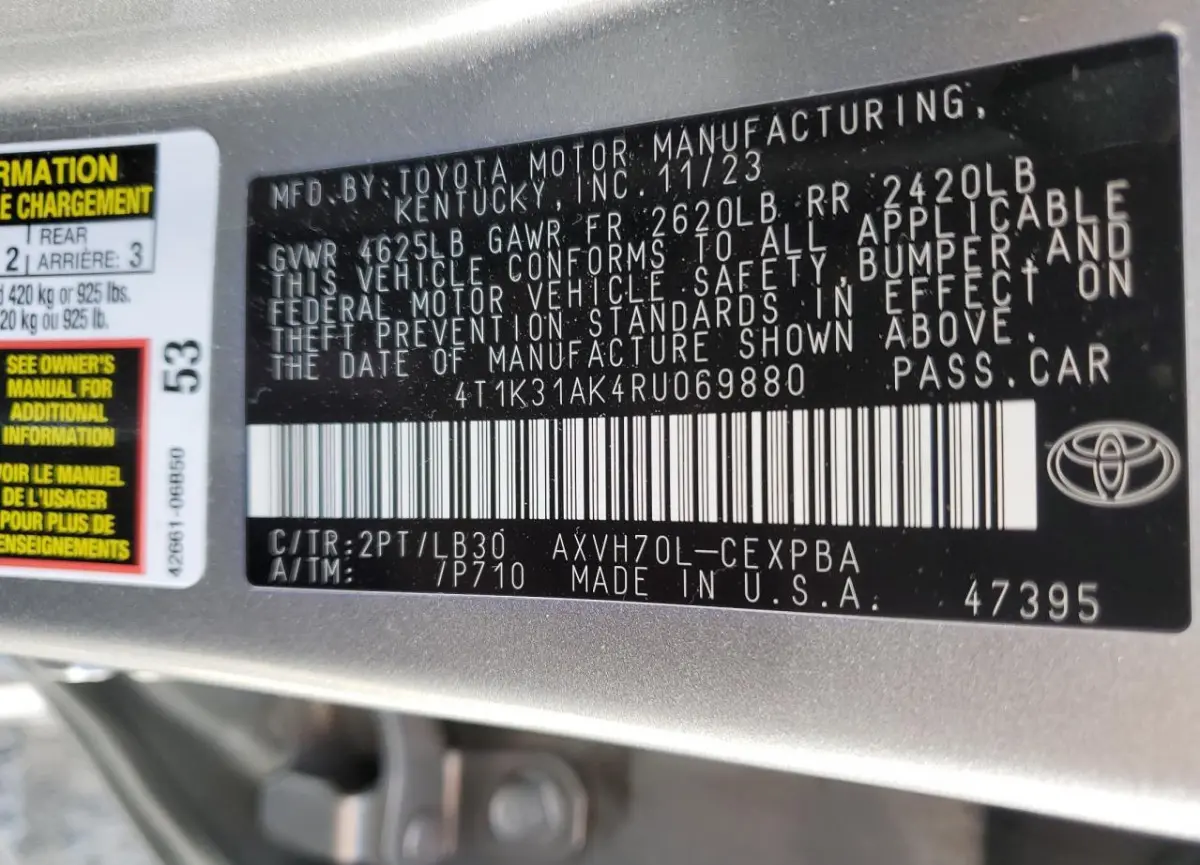 RMATION
E CHARGEMENT
2 REAR
ARRIÈRE: 3
420 kg or 925 lbs.
20 kg ou 925 lb.
SEE OWNER'S
MANUAL FOR
ADDITIONAL
INFORMATION
VOIR LE MANUEL
DE L'USAGER
POUR PLUS DE
ENSEIGNEMENTS
53
42661-06B50
MFD.BY:TOYOTA MOTOR MANUFACTURING,
KENTUCKY,INC.11/23
GVWR 4625LB GAWR FR 2620LB RR 2420LB
THIS VEHICLE CONFORMS TO ALL APPLICABLE
FEDERAL MOTOR VEHICLE SAFETY,BUMPER,AND
THEFT PREVENTION STANDARDS IN EFFECT ON
THE DATE OF MANUFACTURE SHOWN ABOVE.
4T1K31AK4RU069880 PASS.CAR
C/TR:2PT/LB30 AXVH70L-CEXPBA
A/TM: /P710 MADE IN U.S.A. 47395